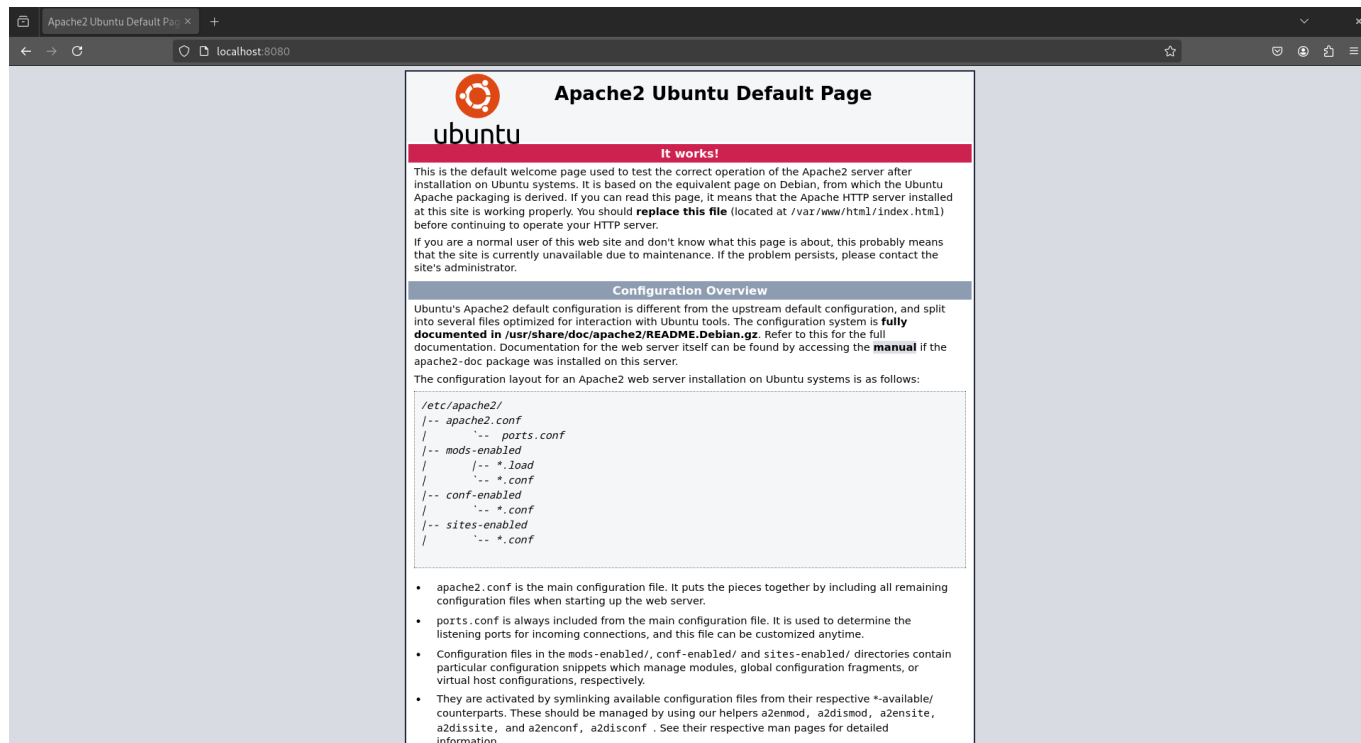 Apache2 Ubuntu Default Pag
localhost:8080
ubuntu
Apache2 Ubuntu Default Page
It works!
This is the default welcome page used to test the correct operation of the Apache2 server after
installation on Ubuntu systems. It is based on the equivalent page on Debian, from which the Ubuntu
Apache packaging is derived. If you can read this page, it means that the Apache HTTP server installed
at this site is working properly. You should replace this file (located at /var/www/html/index.html)
before continuing to operate your HTTP server.
If you are a normal user of this web site and don't know what this page is about, this probably means
that the site is currently unavailable due to maintenance. If the problem persists, please contact the
site's administrator.
Configuration Overview
Ubuntu's Apache2 default configuration is different from the upstream default configuration, and split
into several files optimized for interaction with Ubuntu tools. The configuration system is fully
documented in /usr/share/doc/apache2/README.Debian.gz. Refer to this for the full
documentation. Documentation for the web server itself can be found by accessing the manual if the
apache2-doc package was installed on this server.
The configuration layout for an Apache2 web server installation on Ubuntu systems is as follows:
/etc/apache2/
|-- apache2.conf
|       `--  ports.conf
|-- mods-enabled
|       |-- *.load
|       `-- *.conf
|-- conf-enabled
|       `-- *.conf
|-- sites-enabled
|       `-- *.conf
• apache2.conf is the main configuration file. It puts the pieces together by including all remaining
configuration files when starting up the web server.
• ports.conf is always included from the main configuration file. It is used to determine the
listening ports for incoming connections, and this file can be customized anytime.
• Configuration files in the mods-enabled/, conf-enabled/ and sites-enabled/ directories contain
particular configuration snippets which manage modules, global configuration fragments, or
virtual host configurations, respectively.
• They are activated by symlinking available configuration files from their respective *-available/
counterparts. These should be managed by using our helpers a2enmod, a2dismod, a2ensite,
a2dissite, and a2enconf, a2disconf . See their respective man pages for detailed
information.